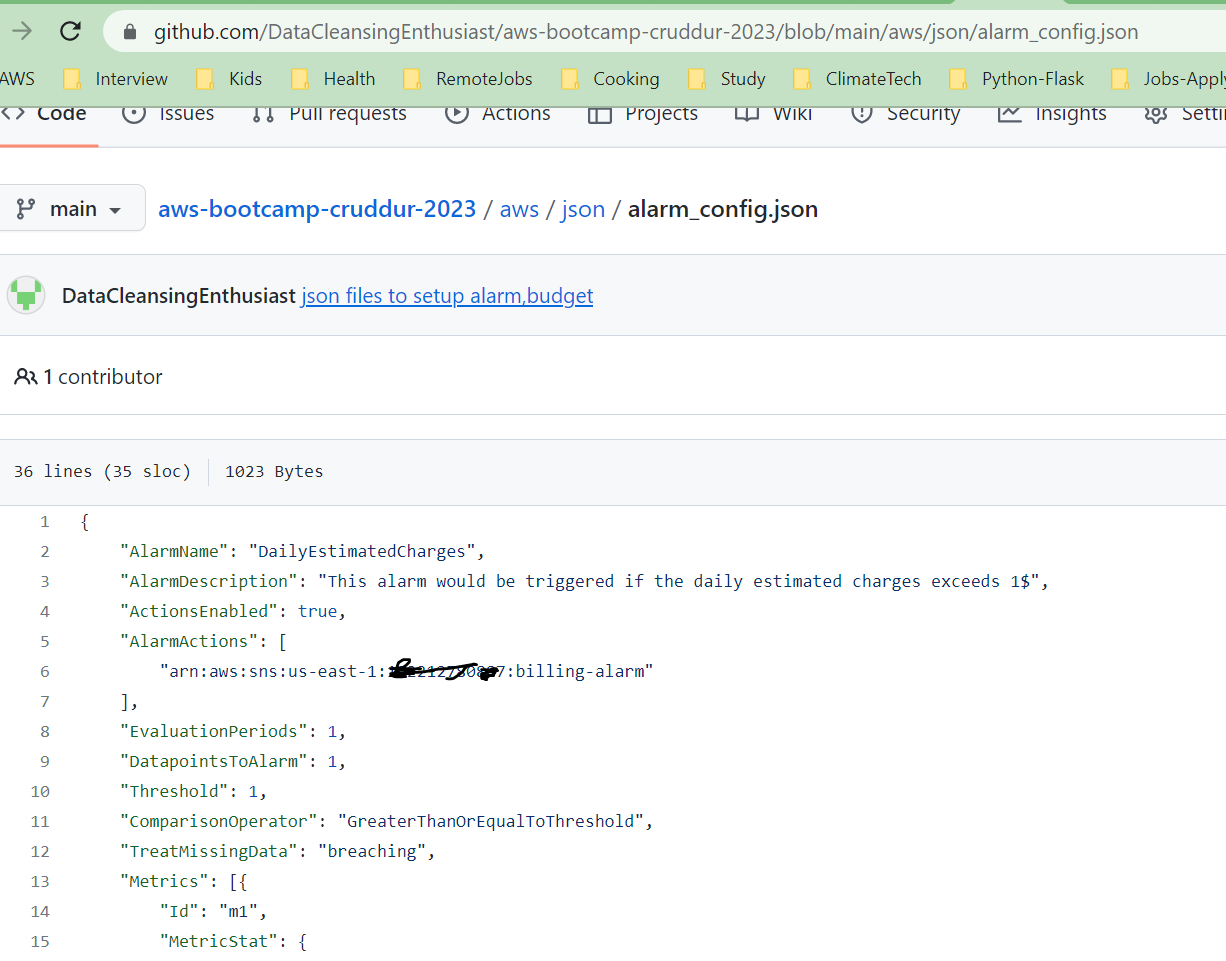 github.com/DataCleansingEnthusiast/aws-bootcamp-cruddur-2023/blob/main/aws/json/alarm_config.json
AWS Interview Kids Health RemoteJobs Cooking Study ClimateTech Python-Flask Jobs-Apply
Code Issues Pull requests Actions Projects Wiki Security Insights Setti
main aws-bootcamp-cruddur-2023 / aws / json / alarm_config.json
DataCleansingEnthusiast json files to setup alarm,budget
1 contributor
36 lines (35 sloc) 1023 Bytes
1 {
2 "AlarmName": "DailyEstimatedCharges",
3 "AlarmDescription": "This alarm would be triggered if the daily estimated charges exceeds 1$",
4 "ActionsEnabled": true,
5 "AlarmActions": [
6 "arn:aws:sns:us-east-1: :billing-alarm"
7 ],
8 "EvaluationPeriods": 1,
9 "DatapointsToAlarm": 1,
10 "Threshold": 1,
11 "ComparisonOperator": "GreaterThanOrEqualToThreshold",
12 "TreatMissingData": "breaching",
13 "Metrics": [{
14 "Id": "m1",
15 "MetricStat": {